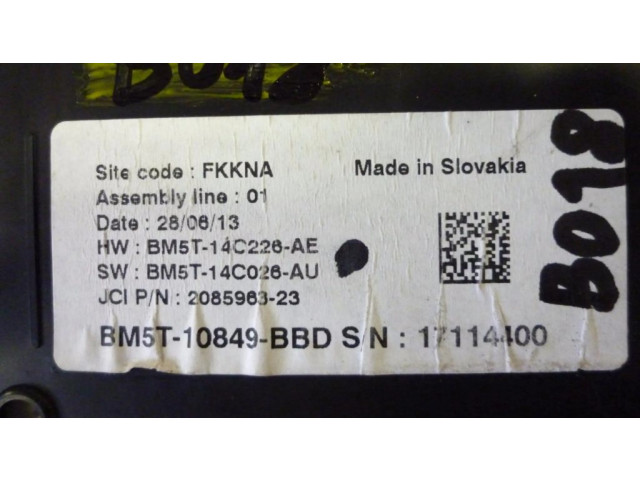 B018
Site code : FKKNA
Made in Slovakia
Assembly line : 01
Date : 28/06/13
HW : BM5T-14C226-AE
SW : BM5T-14C026-AU
JCI P/N : 2085963-23
BM5T-10849-BBD S/N : 17114400
B018